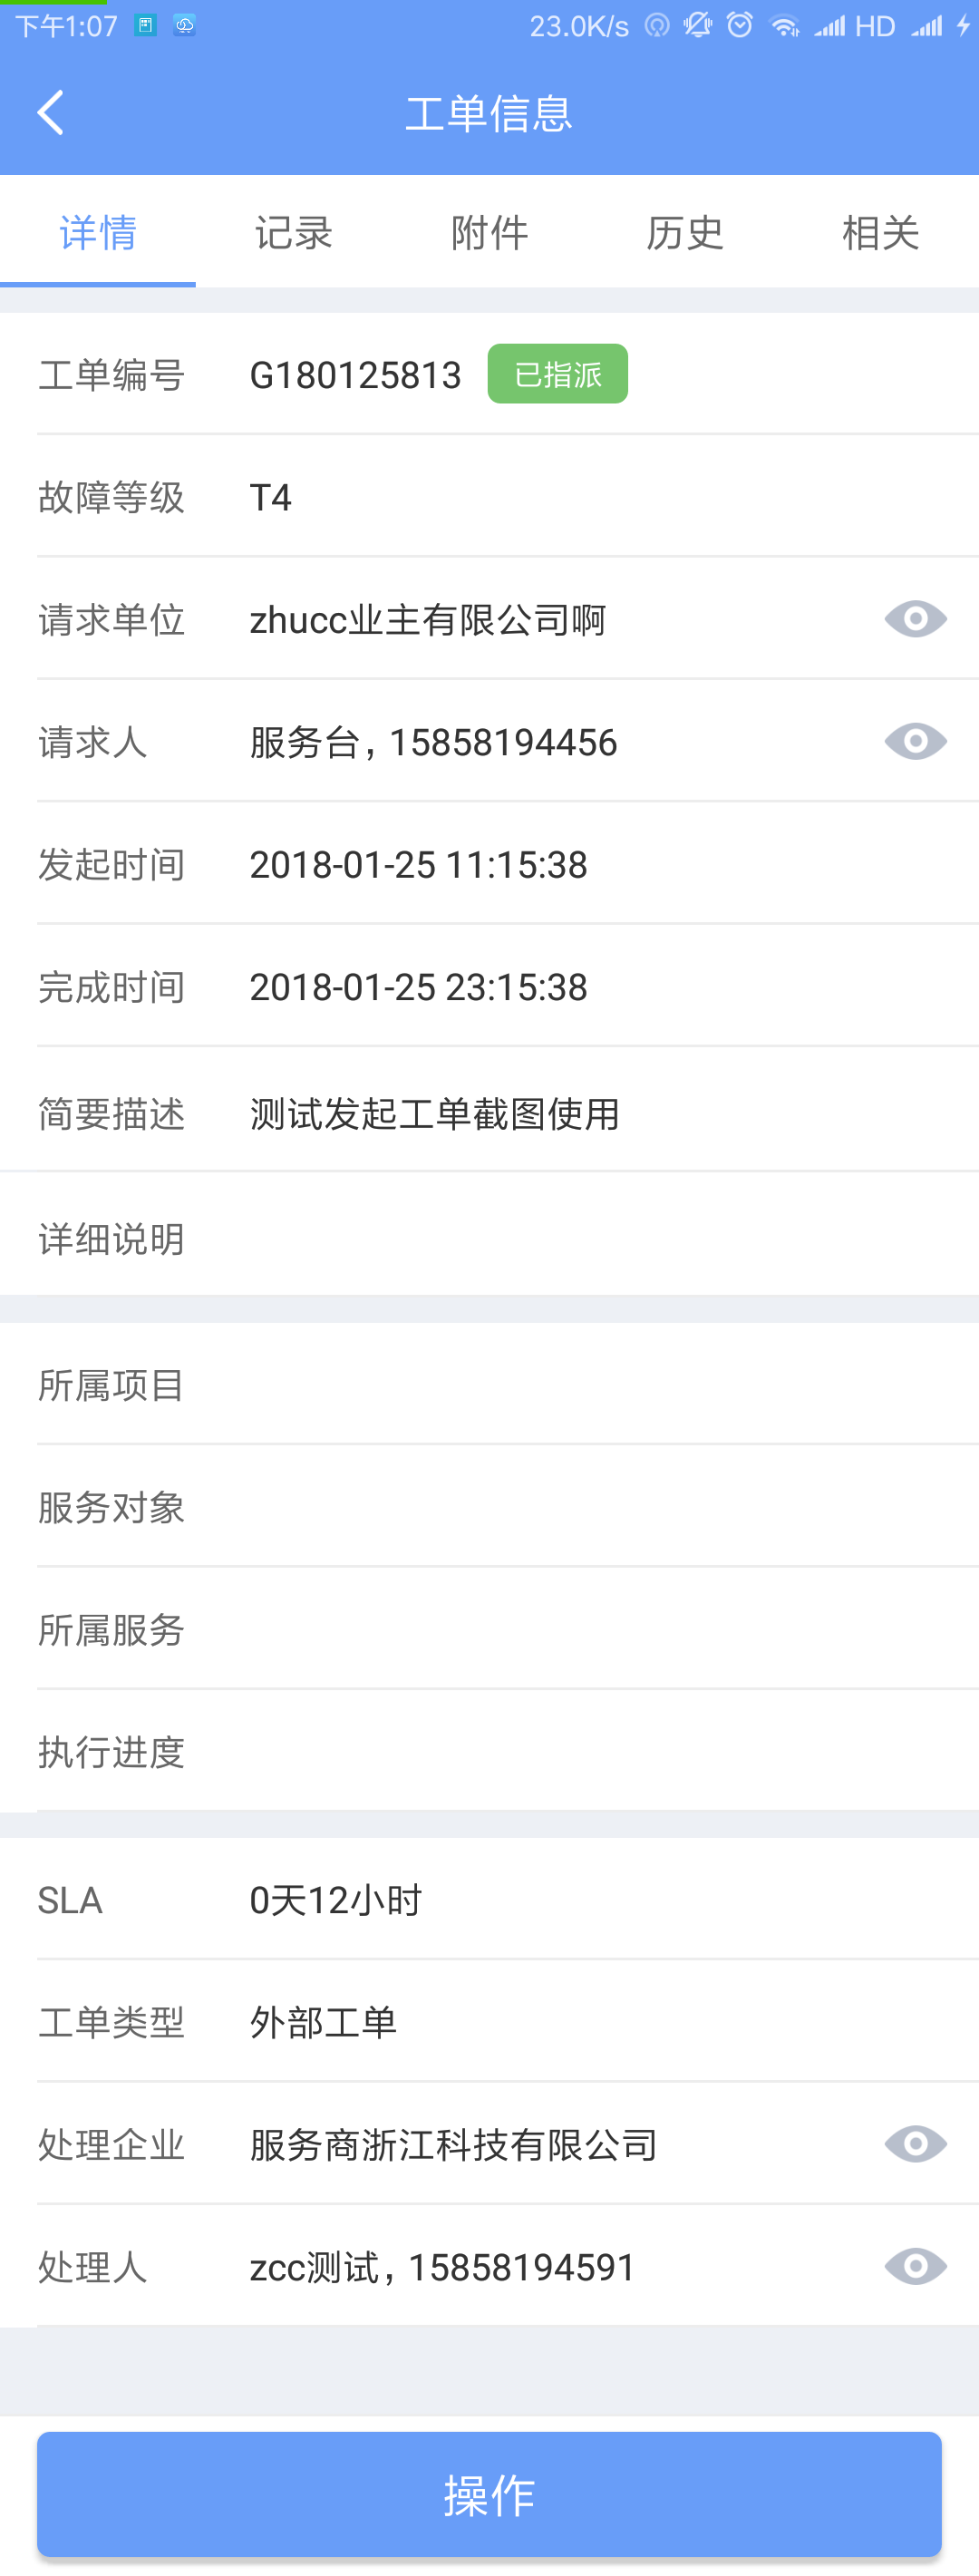 下午1:07 23.0K/s HD
工单信息
详情 记录 附件 历史 相关
工单编号 G180125813 已指派
故障等级 T4
请求单位 zhucc业主有限公司啊
请求人 服务台, 15858194456
发起时间 2018-01-25 11:15:38
完成时间 2018-01-25 23:15:38
简要描述 测试发起工单截图使用
详细说明
所属项目
服务对象
所属服务
执行进度
SLA 0天12小时
工单类型 外部工单
处理企业 服务商浙江科技有限公司
处理人 zcc测试, 15858194591
操作